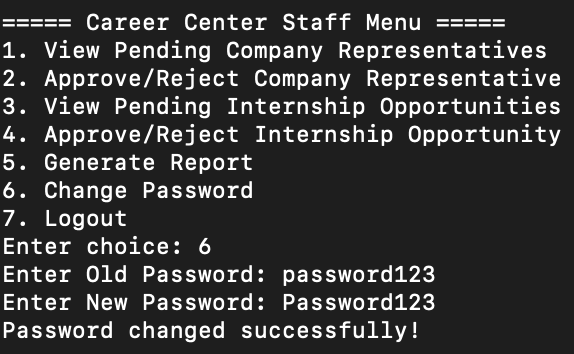 ===== Career Center Staff Menu =====
1. View Pending Company Representatives
2. Approve/Reject Company Representative
3. View Pending Internship Opportunities
4. Approve/Reject Internship Opportunity
5. Generate Report
6. Change Password
7. Logout
Enter choice: 6
Enter Old Password: password123
Enter New Password: Password123
Password changed successfully!